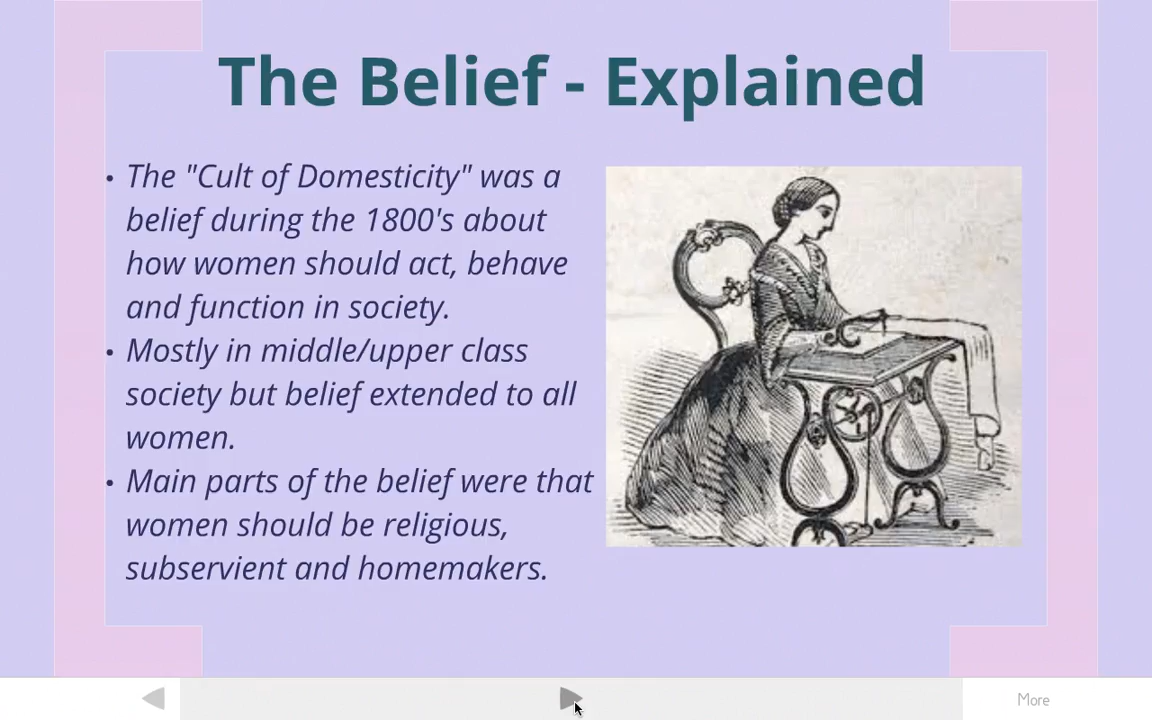 The Belief - Explained
• The "Cult of Domesticity" was a
belief during the 1800's about
how women should act, behave
and function in society.
• Mostly in middle/upper class
society but belief extended to all
women.
• Main parts of the belief were that
women should be religious,
subservient and homemakers.
More